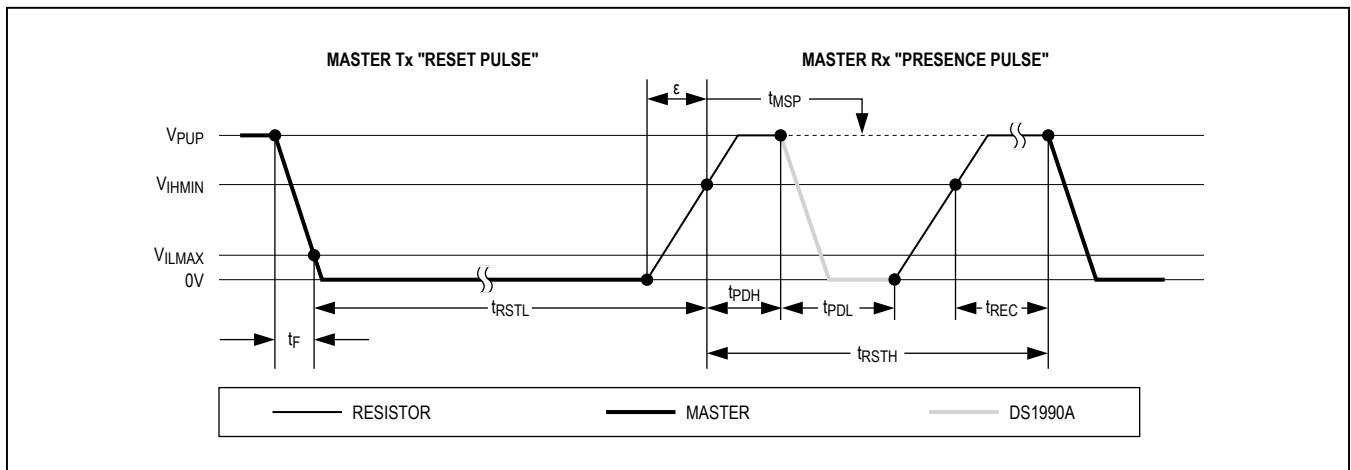 MASTER Tx "RESET PULSE"
MASTER Rx "PRESENCE PULSE"
ε
tMSP
VPUP
VIHMIN
VILMAX
0V
tRSTL
tPDH
tPDL
tREC
tF
tRSTH
RESISTOR
MASTER
DS1990A